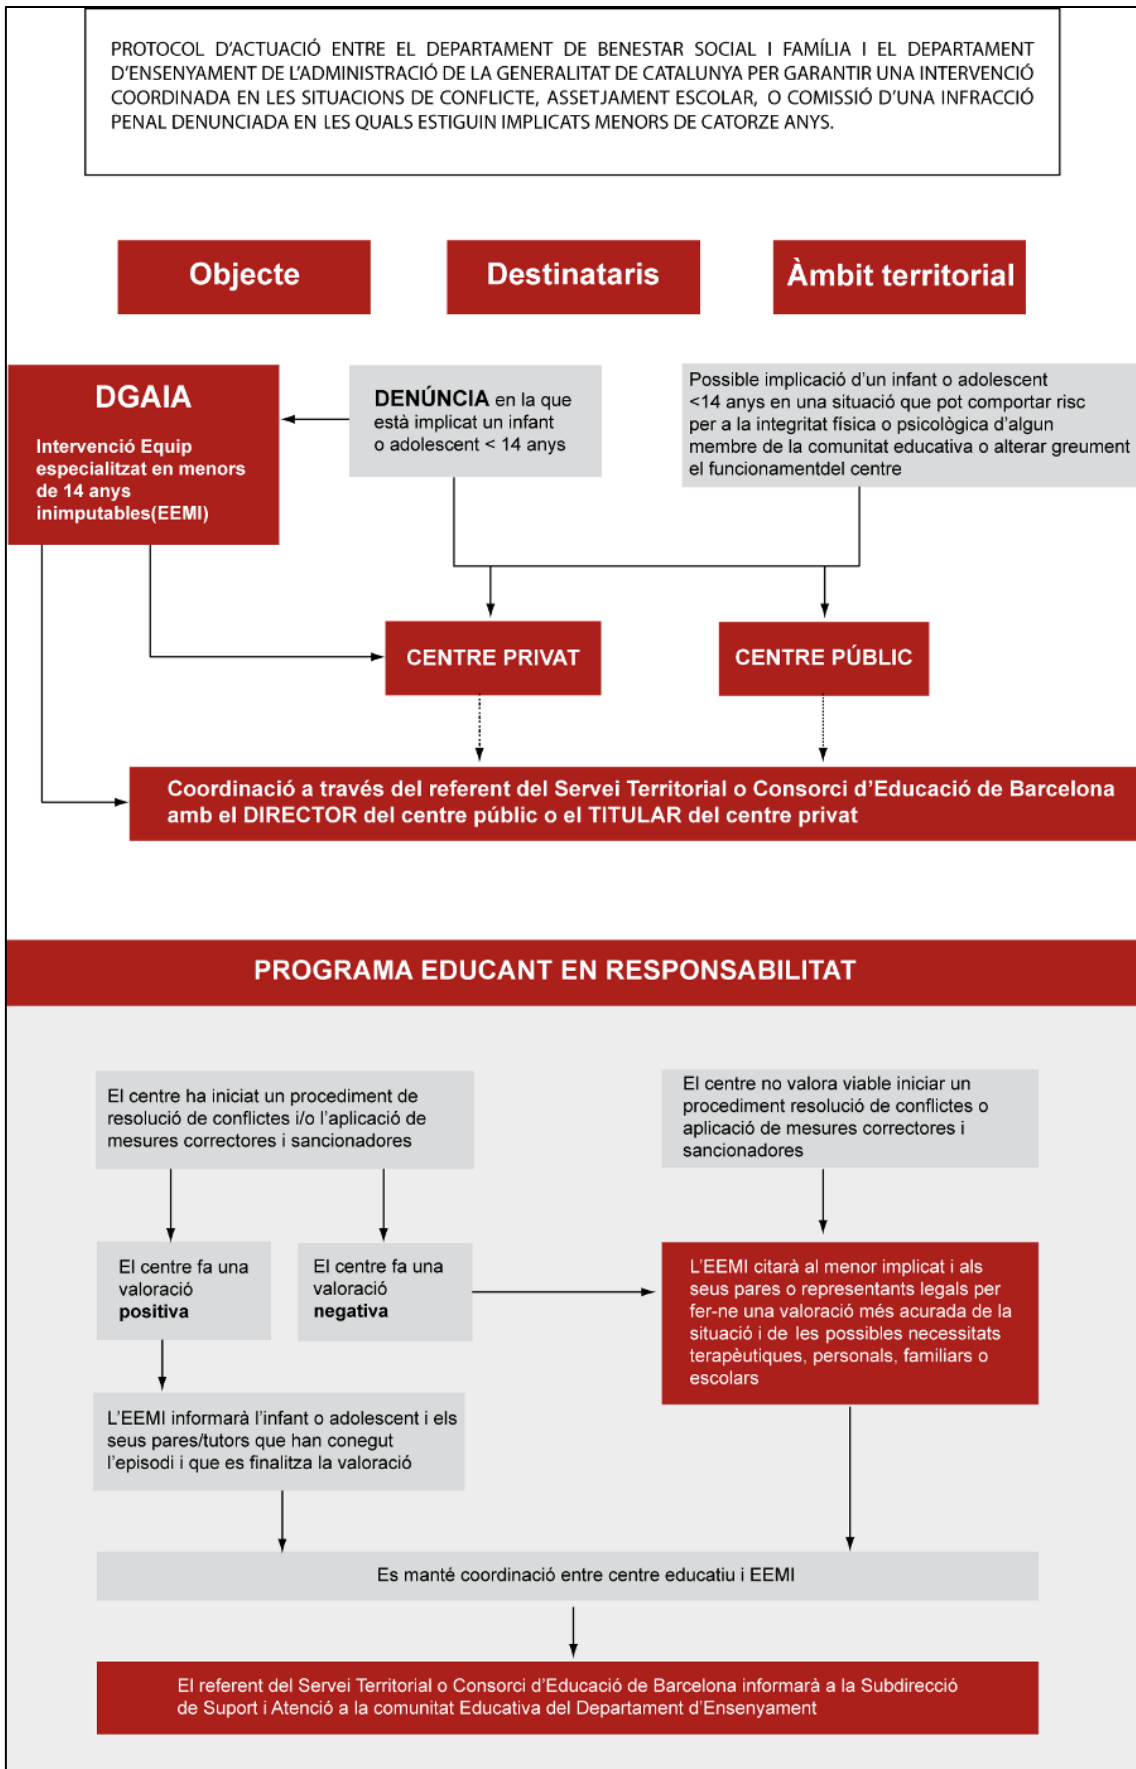 PROTOCOL D'ACTUACIÓ ENTRE EL DEPARTAMENT DE BENESTAR SOCIAL I FAMÍLIA I EL DEPARTAMENT
D'ENSENYAMENT DE L'ADMINISTRACIÓ DE LA GENERALITAT DE CATALUNYA PER GARANTIR UNA INTERVENCIÓ
COORDINADA EN LES SITUACIONS DE CONFLICTE, ASSETJAMENT ESCOLAR, O COMISSIÓ D'UNA INFRACCIÓ
PENAL DENUNCIADA EN LES QUALS ESTIGUIN IMPLICATS MENORS DE CATORZE ANYS.
Objecte
Destinataris
Àmbit territorial
DGAIA
Intervenció Equip
especialitzat en menors
de 14 anys
inimputables(EEMI)
DENÚNCIA en la que
està implicat un infant
o adolescent < 14 anys
Possible implicació d'un infant o adolescent
<14 anys en una situació que pot comportar risc
per a la integritat física o psicològica d'algun
membre de la comunitat educativa o alterar greument
el funcionamentdel centre
CENTRE PRIVAT
CENTRE PÚBLIC
Coordinació a través del referent del Servei Territorial o Consorci d'Educació de Barcelona
amb el DIRECTOR del centre públic o el TITULAR del centre privat
PROGRAMA EDUCANT EN RESPONSABILITAT
El centre ha iniciat un procediment de
resolució de conflictes i/o l'aplicació de
mesures correctores i sancionadores
El centre no valora viable iniciar un
procediment resolució de conflictes o
aplicació de mesures correctores i
sancionadores
El centre fa una
valoració
positiva
El centre fa una
valoració
negativa
L'EEMI citarà al menor implicat i als
seus pares o representants legals per
fer-ne una valoració més acurada de la
situació i de les possibles necessitats
terapèutiques, personals, familiars o
escolars
L'EEMI informarà l'infant o adolescent i els
seus pares/tutors que han conegut
l'episodi i que es finalitza la valoració
Es manté coordinació entre centre educatiu i EEMI
El referent del Servei Territorial o Consorci d'Educació de Barcelona informarà a la Subdirecció
de Suport i Atenció a la comunitat Educativa del Departament d'Ensenyament